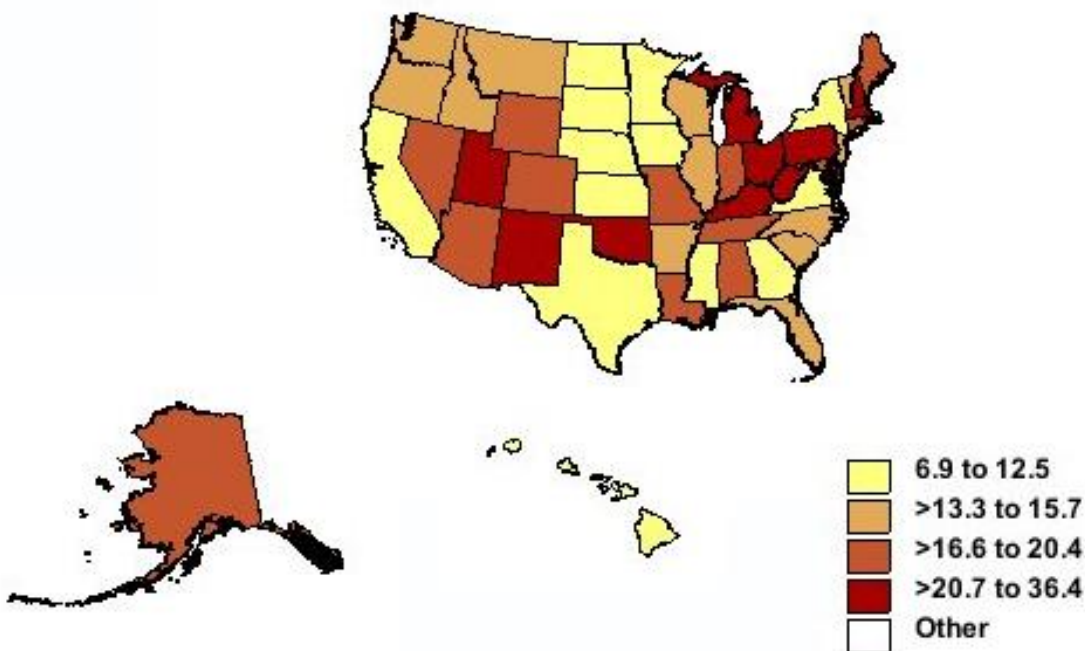 6.9 to 12.5
>13.3 to 15.7
>16.6 to 20.4
>20.7 to 36.4
Other